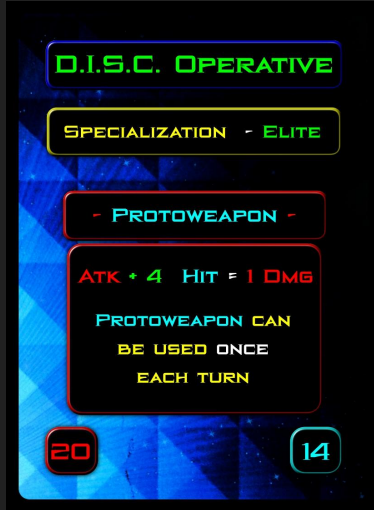 D.I.S.C. Operative
Specialization - Elite
- Protoweapon -
Atk + 4 Hit = 1 Dmg
Protoweapon can
be used once
each turn
20 14